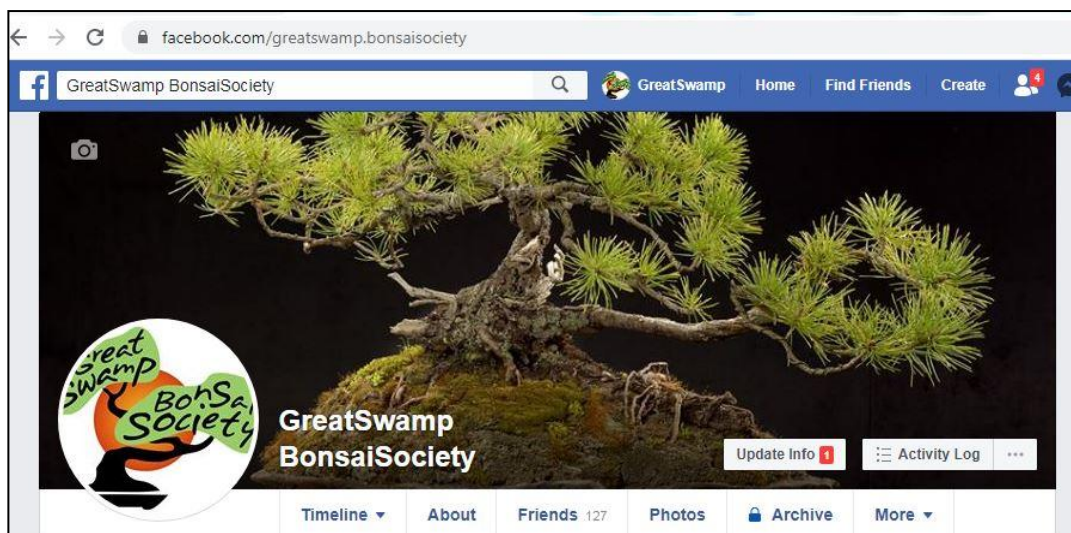 facebook.com/greatswamp.bonsaisociety
f GreatSwamp BonsaiSociety GreatSwamp Home Find Friends Create 4
Great
Swamp
BonSai
Society
GreatSwamp
BonsaiSociety
Update Info 1 Activity Log ...
Timeline About Friends 127 Photos Archive More